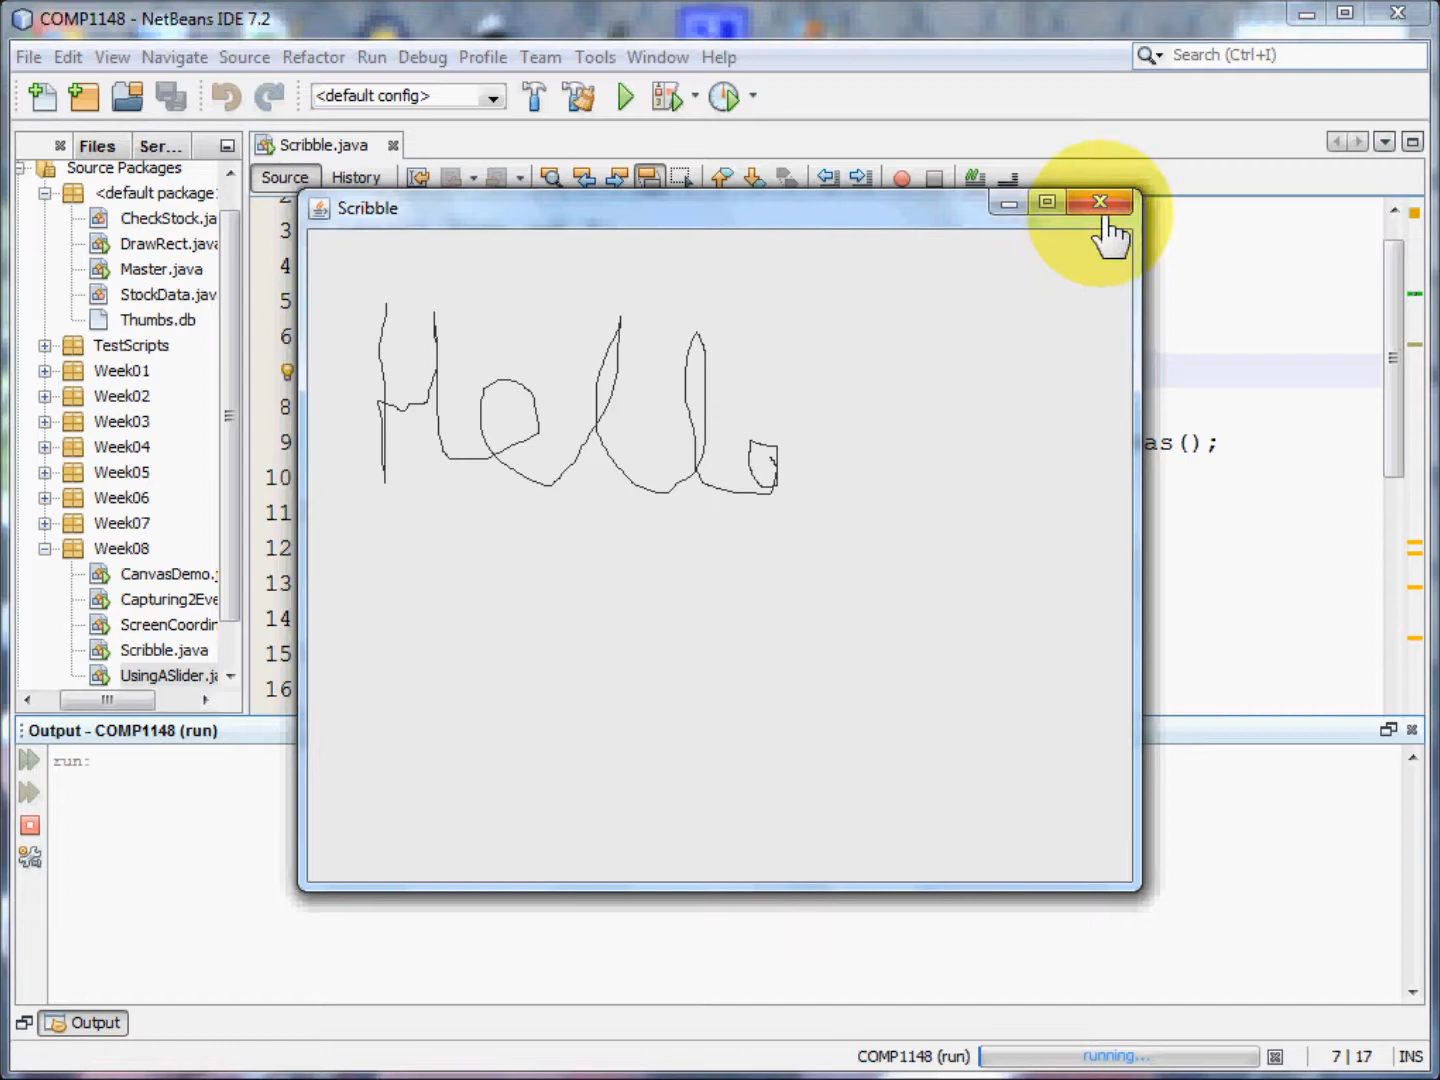 COMP1148 - NetBeans IDE 7.2
File Edit View Navigate Source Refactor Run Debug Profile Team Tools Window Help
Search (Ctrl+I)
<default config>
Files Ser...
Scribble.java
Source Packages
<default package
CheckStock.ja
DrawRect.java
Master.java
StockData.jav
Thumbs.db
TestScripts
Week01
Week02
Week03
Week04
Week05
Week06
Week07
Week08
CanvasDemo.j
Capturing2Eve
ScreenCoordin
Scribble.java
UsingASlider.ja
Source History
3
4
5
6
8
9
10
11
12
13
14
15
16
as();
Scribble
Hello
Output - COMP1148 (run)
run:
Output
COMP1148 (run) running... 7 | 17 INS